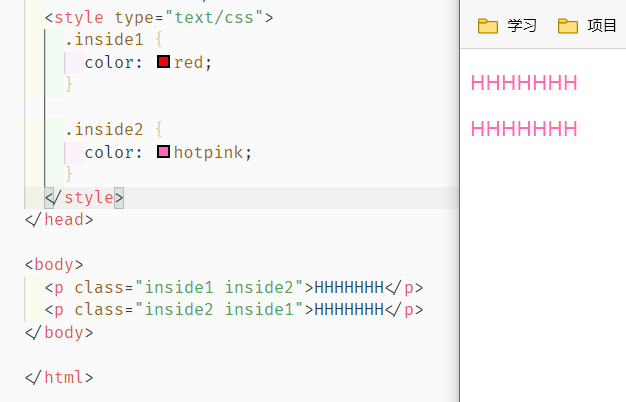 <style type="text/css">
.inside1 {
color: red;
}
.inside2 {
color: hotpink;
}
</style>
</head>
<body>
<p class="inside1 inside2">HHHHHHH</p>
<p class="inside2 inside1">HHHHHHH</p>
</body>
</html>
学习 项目
HHHHHHH
HHHHHHH